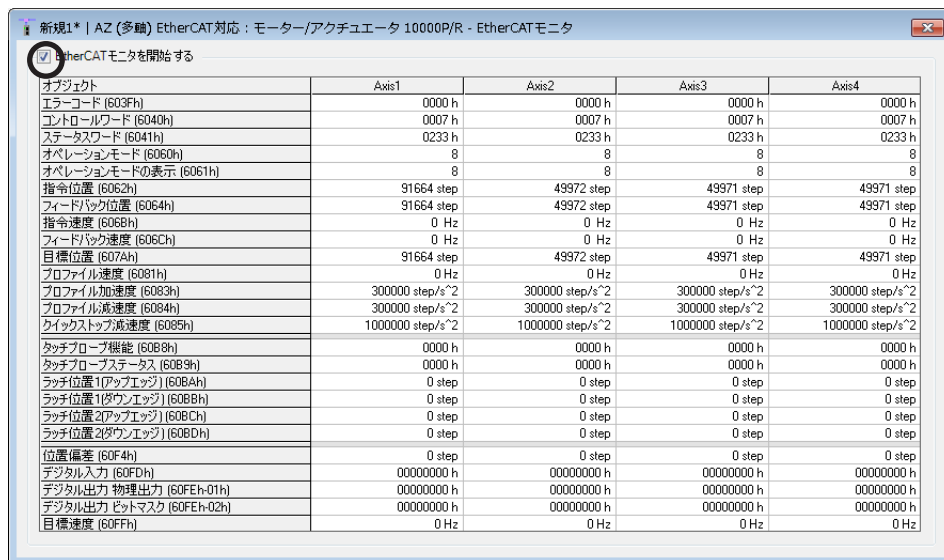 新規1* | AZ (多軸) EtherCAT対応：モーター/アクチュエータ 10000P/R - EtherCATモニタ
EtherCATモニタを開始する
オブジェクト Axis1 Axis2 Axis3 Axis4
エラーコード (603Fh) 0000 h 0000 h 0000 h 0000 h
コントロールワード (6040h) 0007 h 0007 h 0007 h 0007 h
ステータスワード (6041h) 0233 h 0233 h 0233 h 0233 h
オペレーションモード (6060h) 8 8 8 8
オペレーションモードの表示 (6061h) 8 8 8 8
指令位置 (6062h) 91664 step 49972 step 49971 step 49971 step
フィードバック位置 (6064h) 91664 step 49972 step 49971 step 49971 step
指令速度 (606Bh) 0 Hz 0 Hz 0 Hz 0 Hz
フィードバック速度 (606Ch) 0 Hz 0 Hz 0 Hz 0 Hz
目標位置 (607Ah) 91664 step 49972 step 49971 step 49971 step
プロファイル速度 (6081h) 0 Hz 0 Hz 0 Hz 0 Hz
プロファイル加速度 (6083h) 300000 step/s^2 300000 step/s^2 300000 step/s^2 300000 step/s^2
プロファイル減速度 (6084h) 300000 step/s^2 300000 step/s^2 300000 step/s^2 300000 step/s^2
クイックストップ減速度 (6085h) 1000000 step/s^2 1000000 step/s^2 1000000 step/s^2 1000000 step/s^2
タッチプローブ機能 (60B8h) 0000 h 0000 h 0000 h 0000 h
タッチプローブステータス (60B9h) 0000 h 0000 h 0000 h 0000 h
ラッチ位置1(アップエッジ) (60BAh) 0 step 0 step 0 step 0 step
ラッチ位置1(ダウンエッジ) (60BBh) 0 step 0 step 0 step 0 step
ラッチ位置2(アップエッジ) (60BCh) 0 step 0 step 0 step 0 step
ラッチ位置2(ダウンエッジ) (60BDh) 0 step 0 step 0 step 0 step
位置偏差 (60F4h) 0 step 0 step 0 step 0 step
デジタル入力 (60FDh) 00000000 h 00000000 h 00000000 h 00000000 h
デジタル出力 物理出力 (60FEh-01h) 00000000 h 00000000 h 00000000 h 00000000 h
デジタル出力 ビットマスク (60FEh-02h) 00000000 h 00000000 h 00000000 h 00000000 h
目標速度 (60FFh) 0 Hz 0 Hz 0 Hz 0 Hz